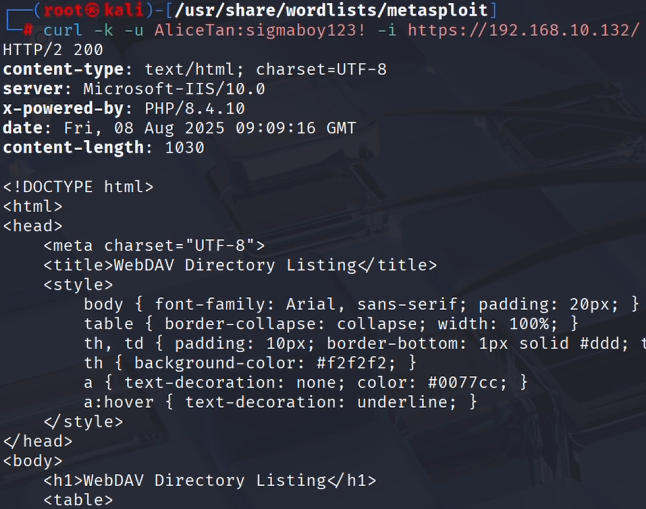 ┌──(root㉿kali)-[/usr/share/wordlists/metasploit]
└─# curl -k -u AliceTan:sigmaboy123! -i https://192.168.10.132/
HTTP/2 200
content-type: text/html; charset=UTF-8
server: Microsoft-IIS/10.0
x-powered-by: PHP/8.4.10
date: Fri, 08 Aug 2025 09:09:16 GMT
content-length: 1030

<!DOCTYPE html>
<html>
<head>
    <meta charset="UTF-8">
    <title>WebDAV Directory Listing</title>
    <style>
        body { font-family: Arial, sans-serif; padding: 20px; }
        table { border-collapse: collapse; width: 100%; }
        th, td { padding: 10px; border-bottom: 1px solid #ddd; t
        th { background-color: #f2f2f2; }
        a { text-decoration: none; color: #0077cc; }
        a:hover { text-decoration: underline; }
    </style>
</head>
<body>
    <h1>WebDAV Directory Listing</h1>
    <table>